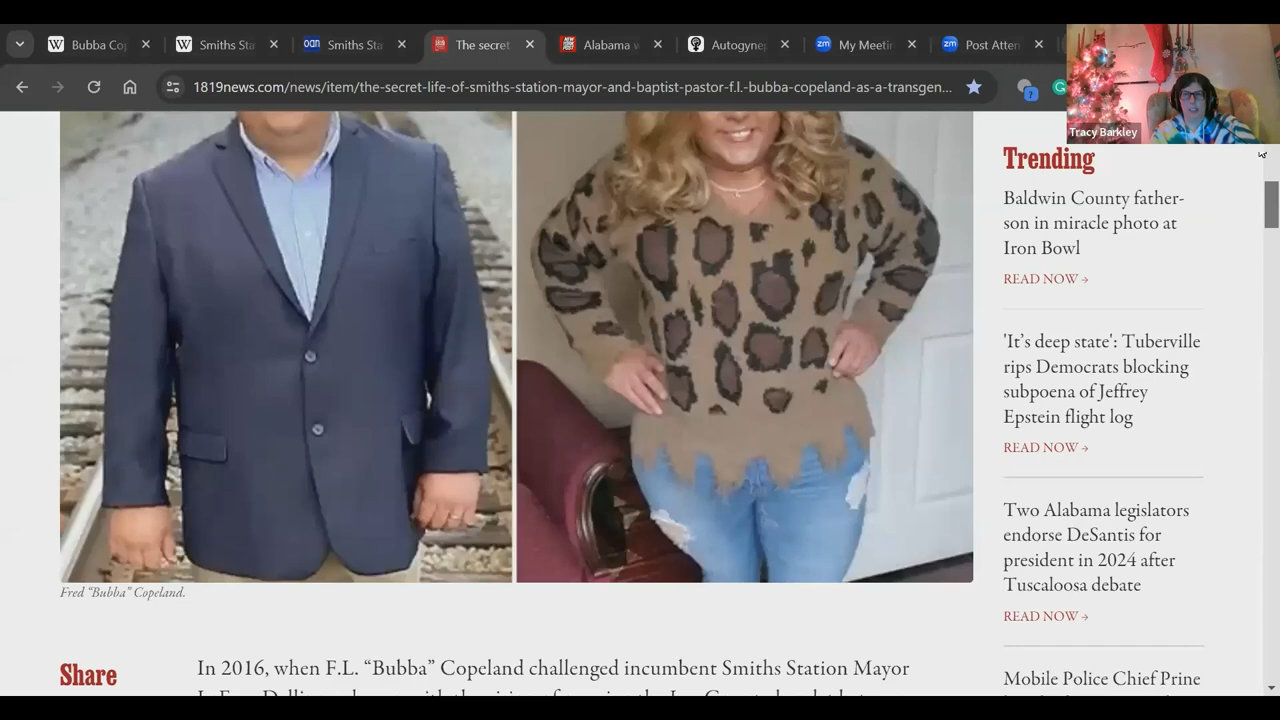 Bubba Co
Smiths Sta
oan
Smiths Sta
The secret
Alabama
Autogyne
zm
My Meeti
zm
Post Atten
1819news.com/news/item/the-secret-life-of-smiths-station-mayor-and-baptist-pastor-f.l.-bubba-copeland-as-a-transgen...
Tracy Barkley
Trending
Baldwin County father-
son in miracle photo at
Iron Bowl
READ NOW →
'It's deep state': Tuberville
rips Democrats blocking
subpoena of Jeffrey
Epstein flight log
READ NOW →
Two Alabama legislators
endorse DeSantis for
president in 2024 after
Tuscaloosa debate
READ NOW →
Mobile Police Chief Prine
Fred “Bubba” Copeland.
Share
In 2016, when F.L. “Bubba” Copeland challenged incumbent Smiths Station Mayor